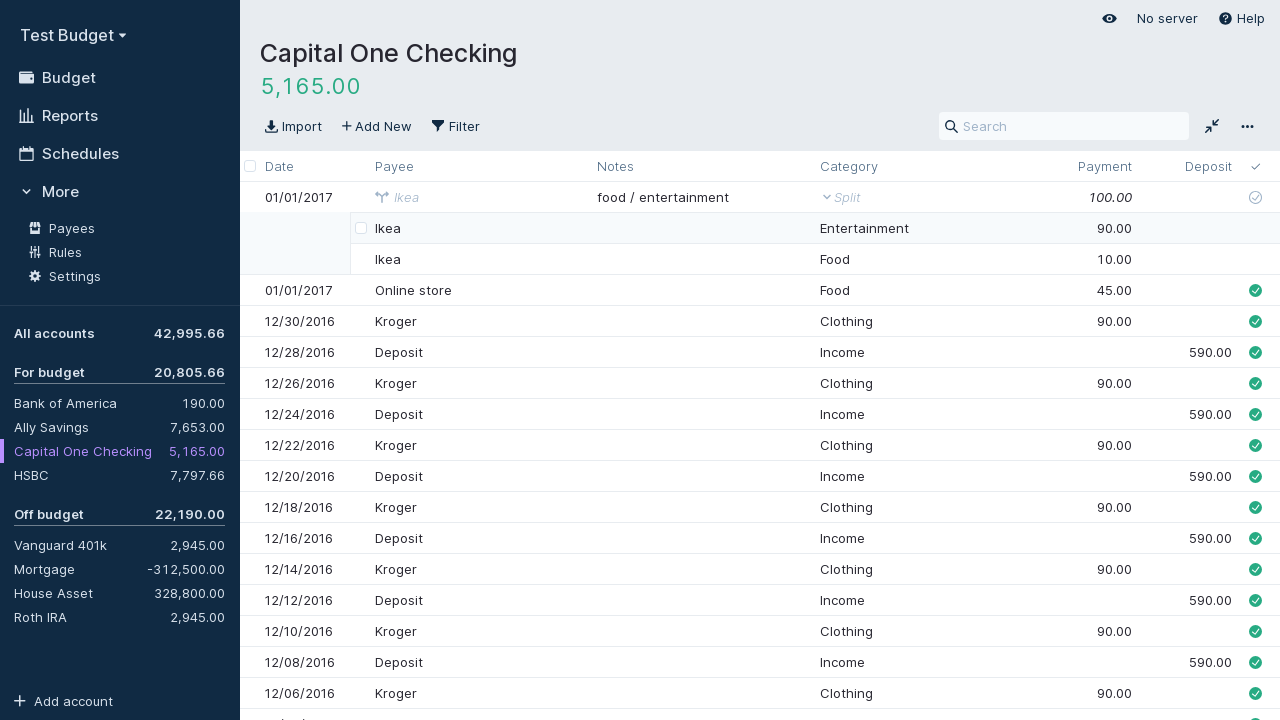 Test Budget
Budget
Reports
Schedules
More
Payees
Rules
Settings
All accounts 42,995.66
For budget 20,805.66
Bank of America 190.00
Ally Savings 7,653.00
Capital One Checking 5,165.00
HSBC 7,797.66
Off budget 22,190.00
Vanguard 401k 2,945.00
Mortgage -312,500.00
House Asset 328,800.00
Roth IRA 2,945.00
Add account
No server Help
Capital One Checking
5,165.00
Import Add New Filter Search
Date Payee Notes Category Payment Deposit
01/01/2017 Ikea food / entertainment Split 100.00
Ikea Entertainment 90.00
Ikea Food 10.00
01/01/2017 Online store Food 45.00
12/30/2016 Kroger Clothing 90.00
12/28/2016 Deposit Income 590.00
12/26/2016 Kroger Clothing 90.00
12/24/2016 Deposit Income 590.00
12/22/2016 Kroger Clothing 90.00
12/20/2016 Deposit Income 590.00
12/18/2016 Kroger Clothing 90.00
12/16/2016 Deposit Income 590.00
12/14/2016 Kroger Clothing 90.00
12/12/2016 Deposit Income 590.00
12/10/2016 Kroger Clothing 90.00
12/08/2016 Deposit Income 590.00
12/06/2016 Kroger Clothing 90.00